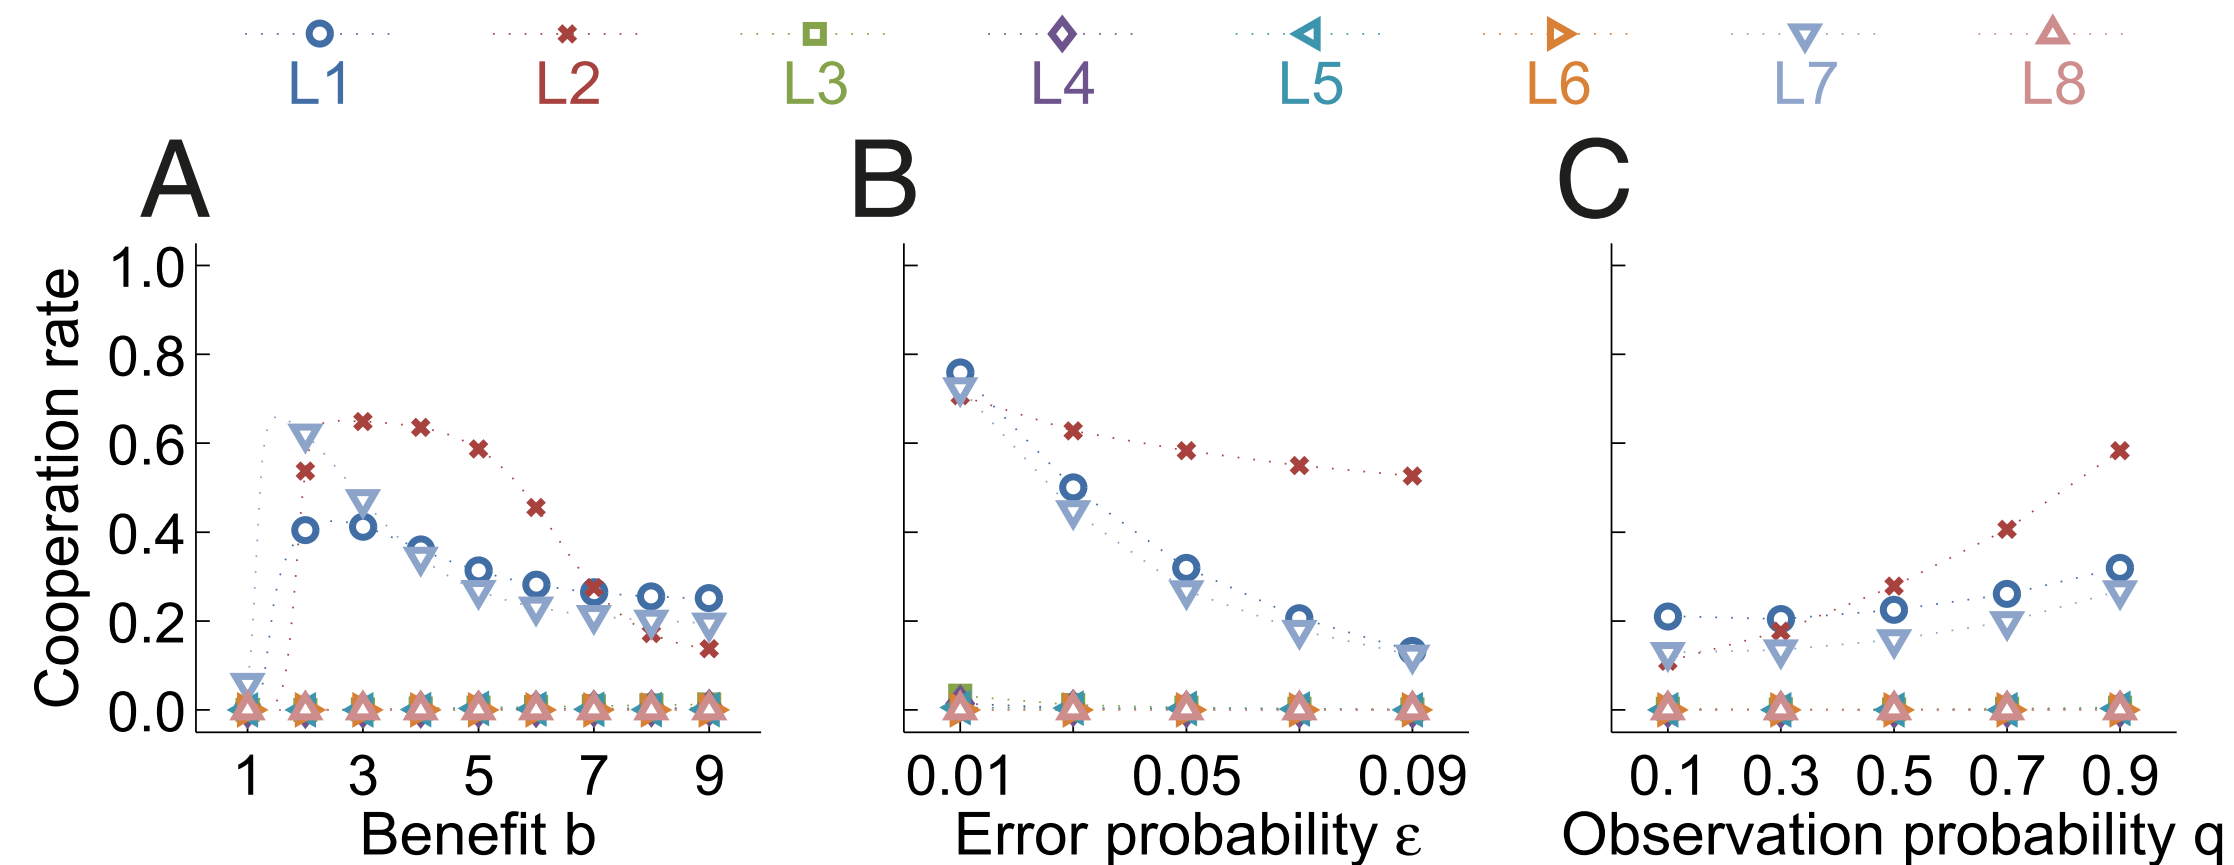 L1 L2 L3 L4 L5 L6 L7 L8
A B C
Cooperation rate
1.0
0.8
0.6
0.4
0.2
0.0
1 3 5 7 9
Benefit b
0.01 0.05 0.09
Error probability ε
0.1 0.3 0.5 0.7 0.9
Observation probability q